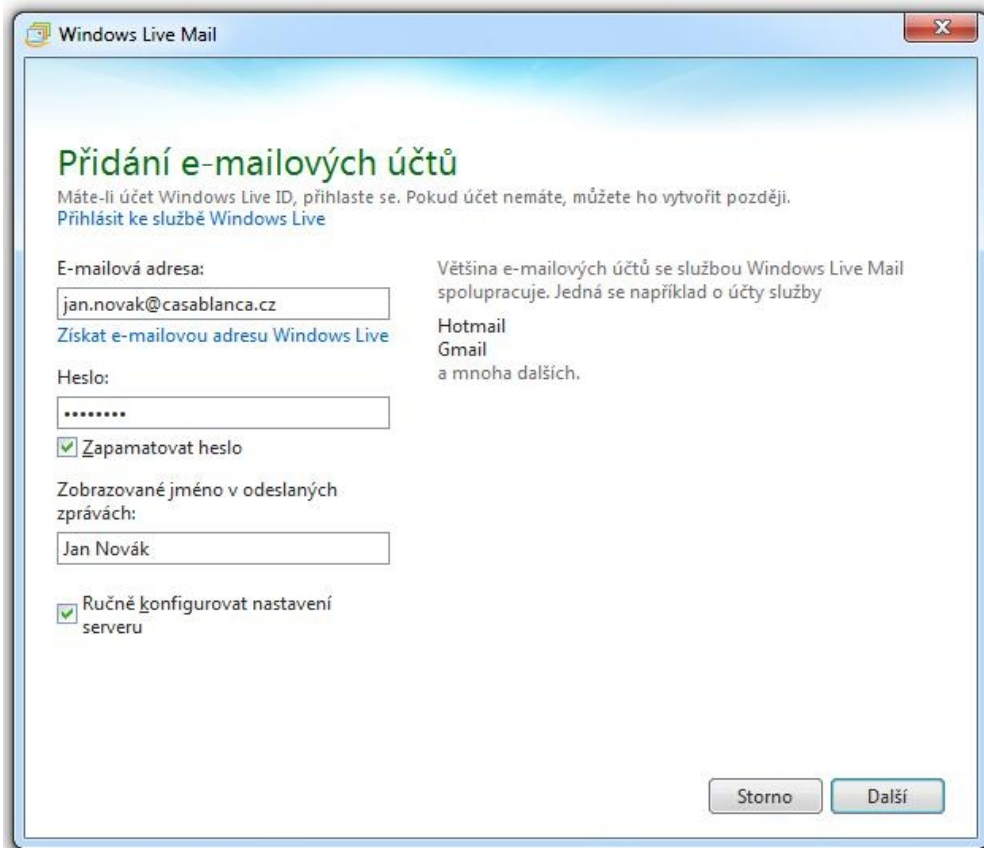 Windows Live Mail
Přidání e-mailových účtů
Máte-li účet Windows Live ID, přihlaste se. Pokud účet nemáte, můžete ho vytvořit později.
Přihlásit ke službě Windows Live
E-mailová adresa:
jan.novak@casablanca.cz
Získat e-mailovou adresu Windows Live
Heslo:
••••••••
Zapamatovat heslo
Zobrazované jméno v odeslaných
zprávách:
Jan Novák
Ručně konfigurovat nastavení
serveru
Většina e-mailových účtů se službou Windows Live Mail
spolupracuje. Jedná se například o účty služby
Hotmail
Gmail
a mnoha dalších.
Storno
Další